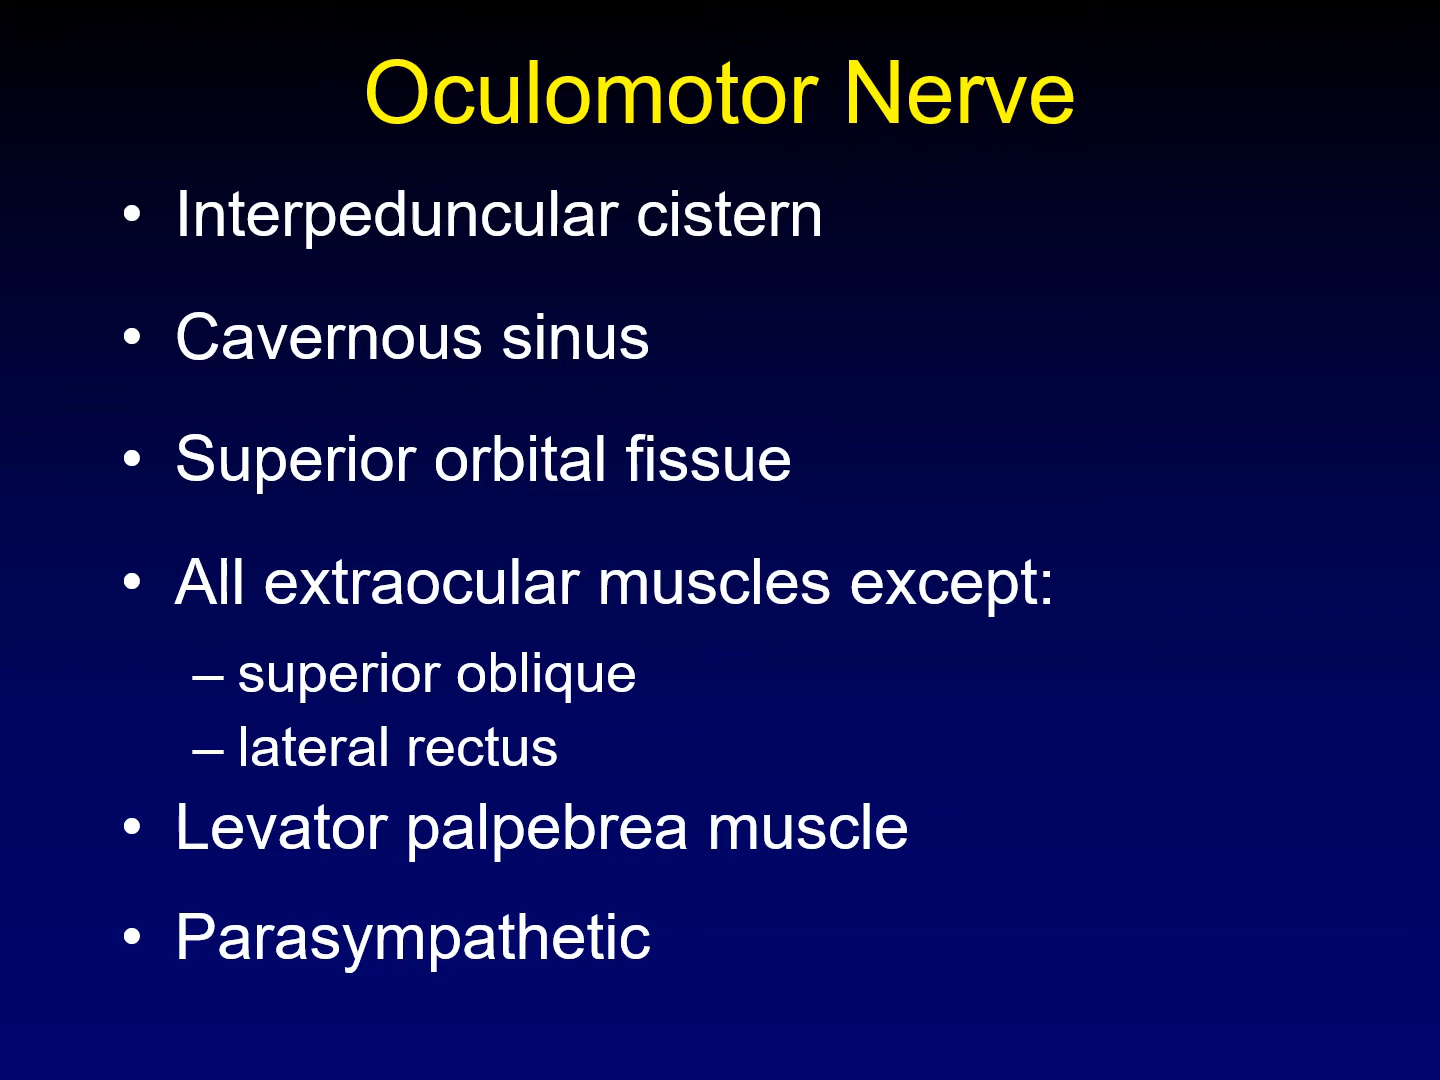 Oculomotor Nerve
• Interpeduncular cistern
• Cavernous sinus
• Superior orbital fissue
• All extraocular muscles except:
– superior oblique
– lateral rectus
• Levator palpebrea muscle
• Parasympathetic